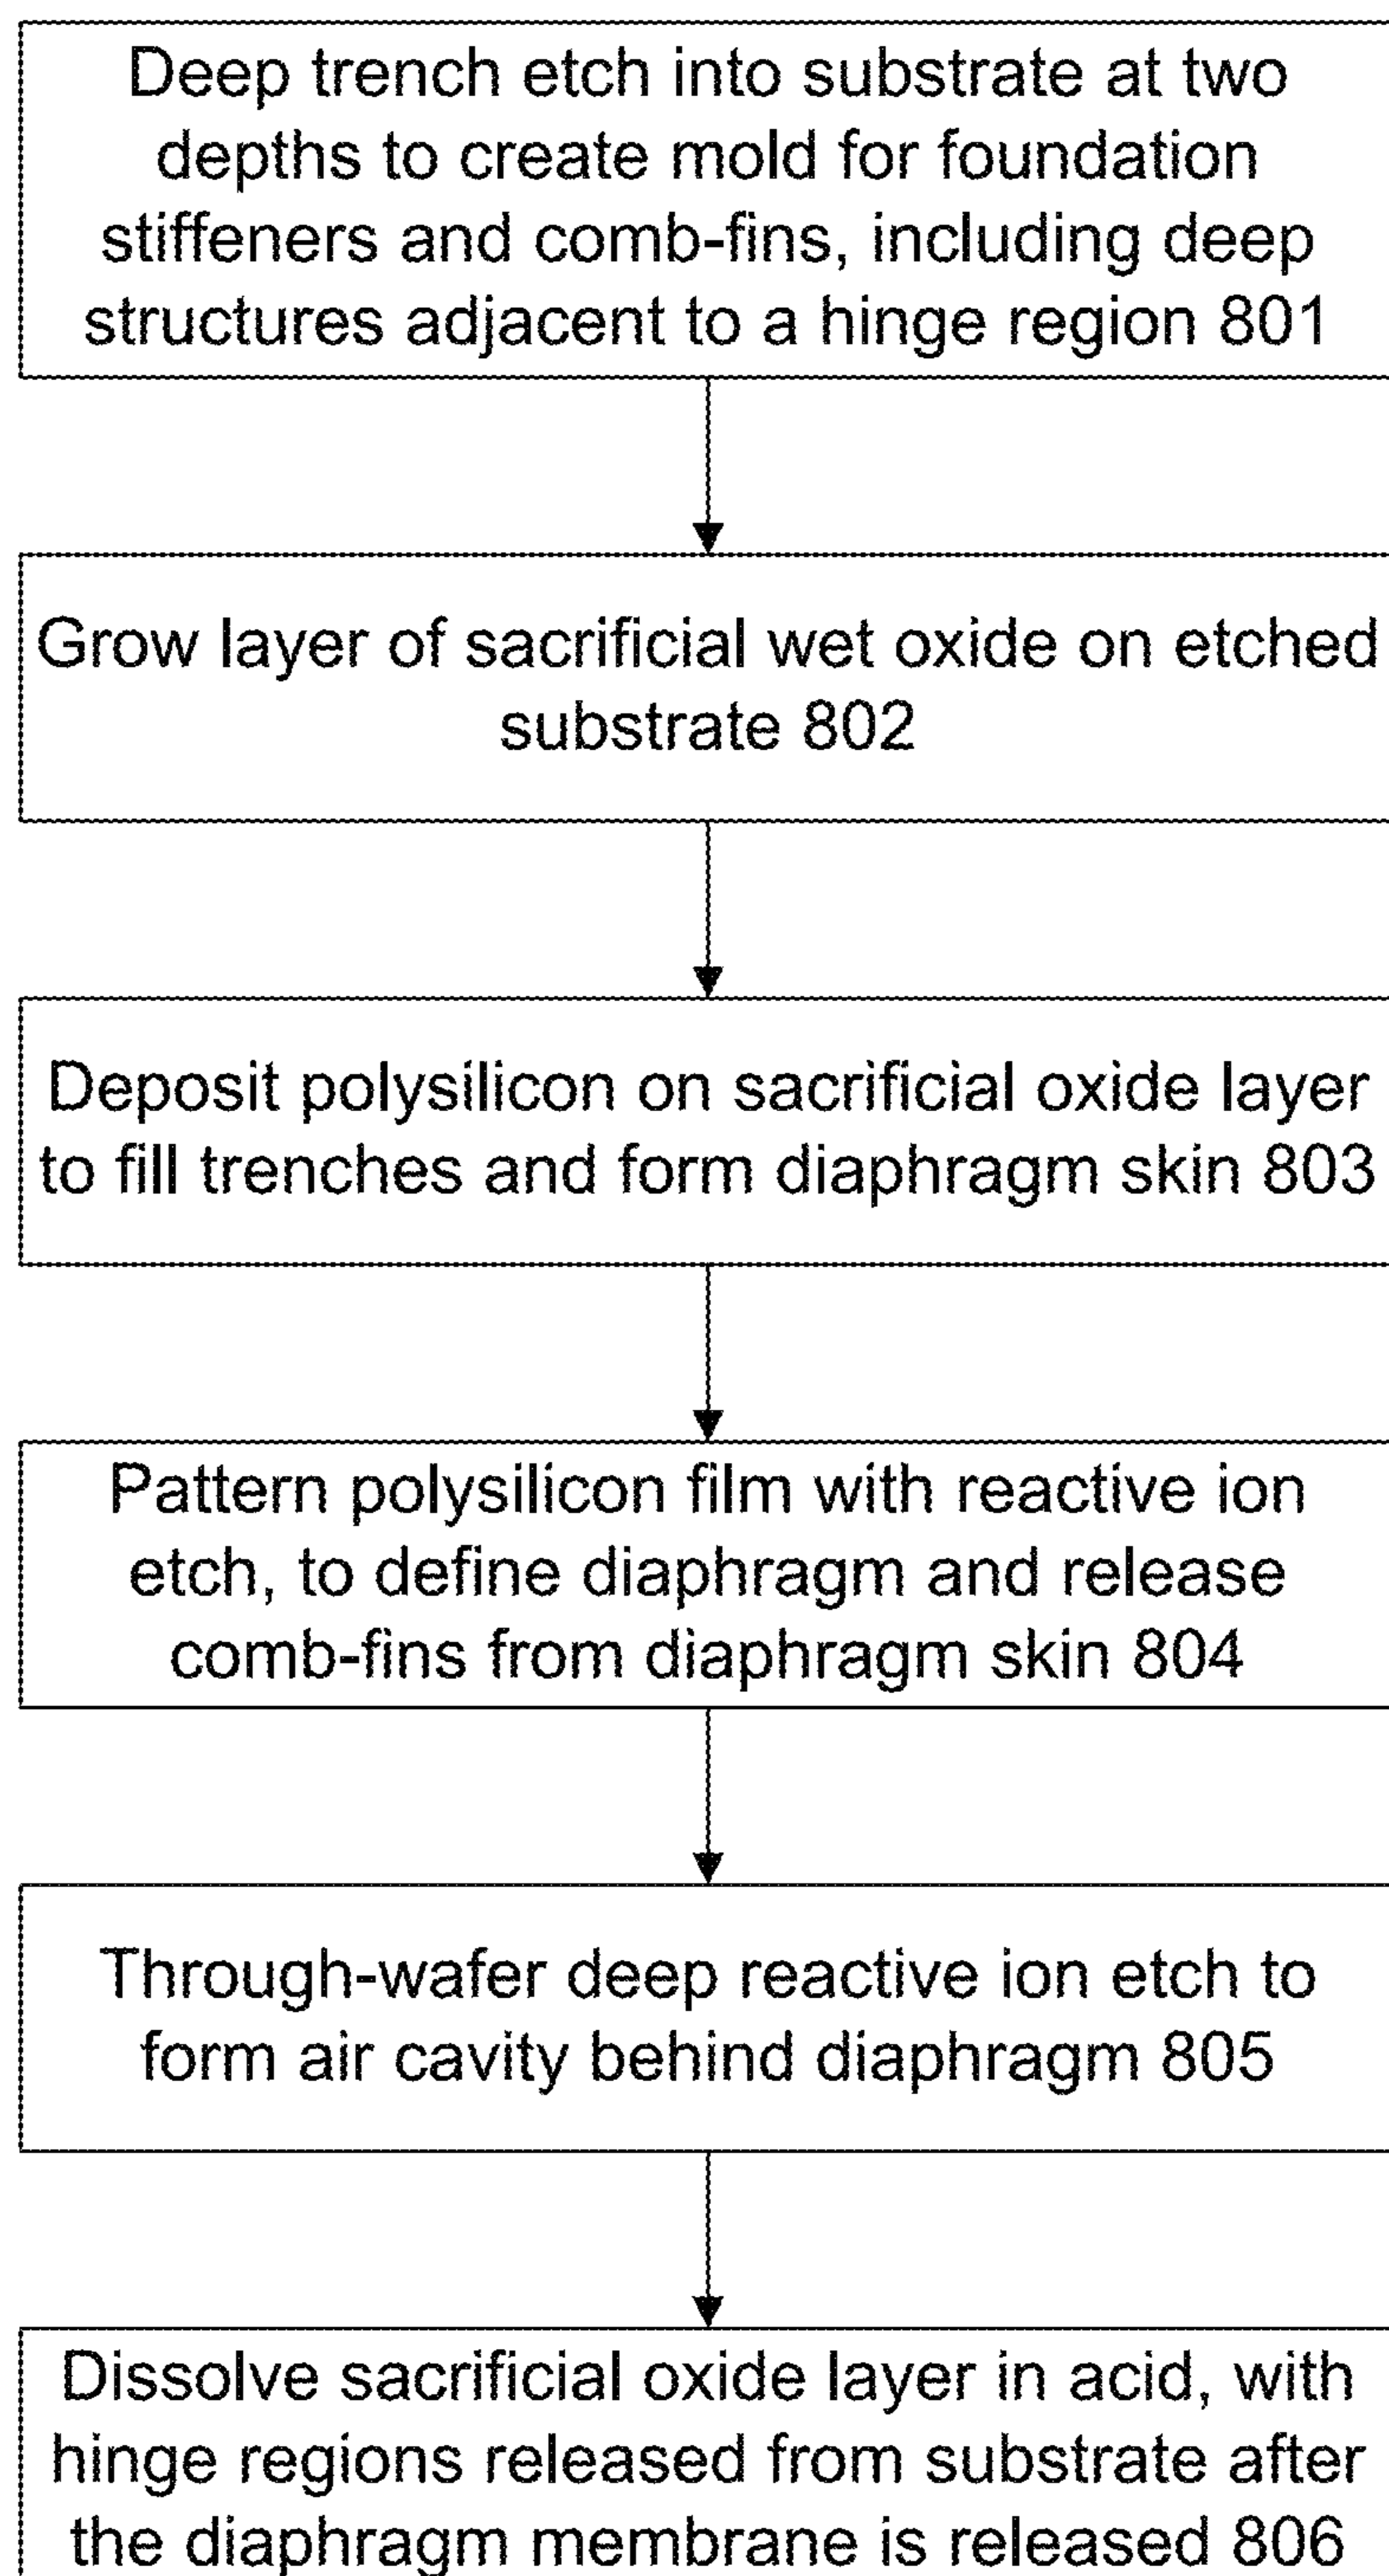 Deep trench etch into substrate at two
depths to create mold for foundation
stiffeners and comb-fins, including deep
structures adjacent to a hinge region 801
Grow layer of sacrificial wet oxide on etched
substrate 802
Deposit polysilicon on sacrificial oxide layer
to fill trenches and form diaphragm skin 803
Pattern polysilicon film with reactive ion
etch, to define diaphragm and release
comb-fins from diaphragm skin 804
Through-wafer deep reactive ion etch to
form air cavity behind diaphragm 805
Dissolve sacrificial oxide layer in acid, with
hinge regions released from substrate after
the diaphragm membrane is released 806